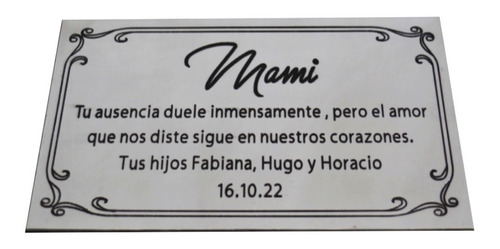 Mami
Tu ausencia duele inmensamente , pero el amor
que nos diste sigue en nuestros corazones.
Tus hijos Fabiana, Hugo y Horacio
16.10.22